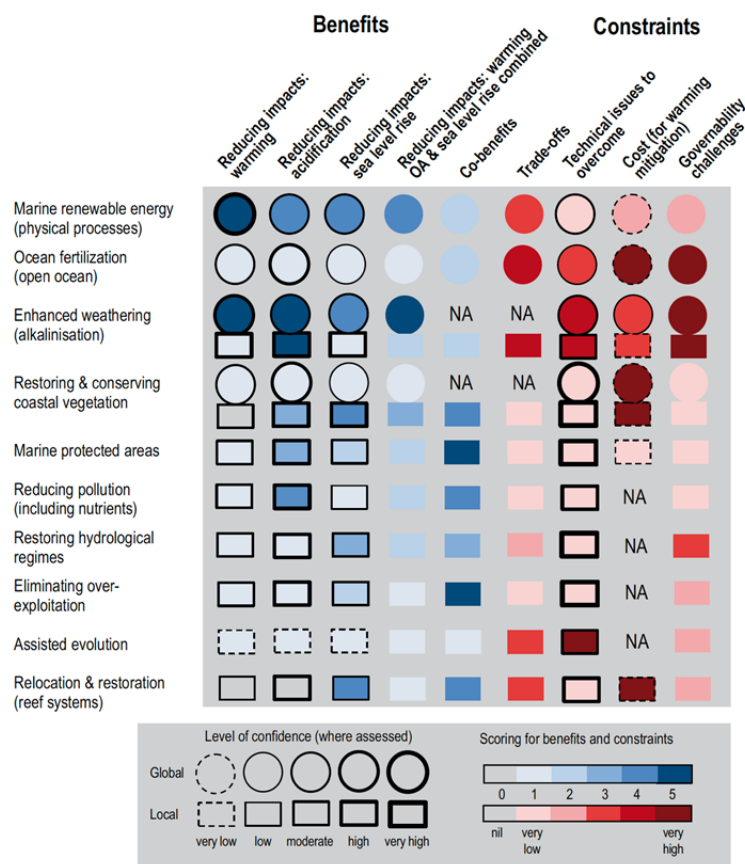 Benefits
Constraints
Reducing impacts:
warming
Reducing impacts:
acidification
Reducing impacts:
sea level rise
Reducing impacts: warming
OA & sea level rise combined
Co-benefits
Trade-offs
Technical issues to
overcome
Cost (for warming
mitigation)
Governability
challenges
Marine renewable energy
(physical processes)
Ocean fertilization
(open ocean)
Enhanced weathering
(alkalinisation)
NA
NA
Restoring & conserving
coastal vegetation
NA
NA
Marine protected areas
Reducing pollution
(including nutrients)
NA
Restoring hydrological
regimes
NA
Eliminating over-
exploitation
NA
Assisted evolution
NA
Relocation & restoration
(reef systems)
Level of confidence (where assessed)
Global
Local
very low
low
moderate
high
very high
Scoring for benefits and constraints
0 1 2 3 4 5
nil
very
low
very
high